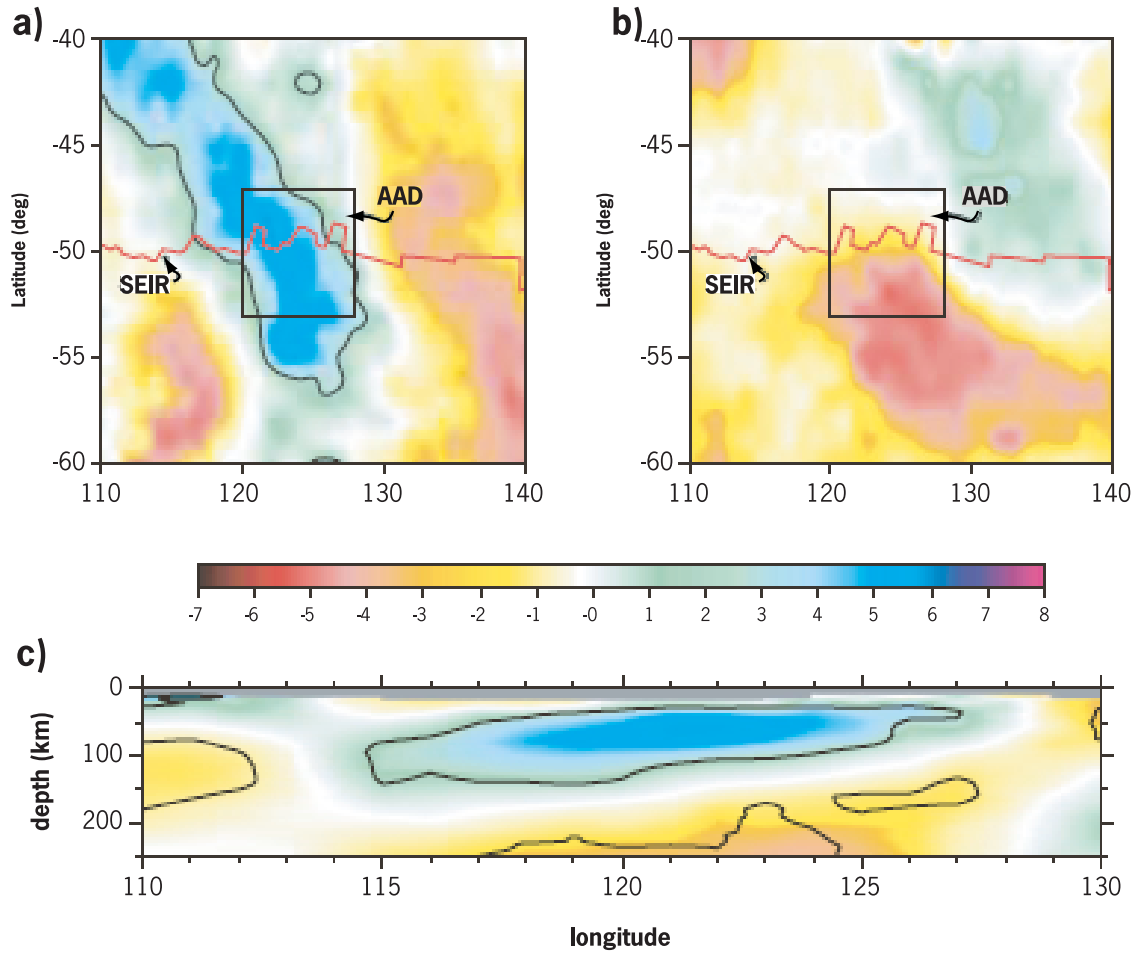 a)
b)
-40
-45
-50
-55
-60
Latitude (deg)
AAD
SEIR
110
120
130
140
-40
-45
-50
-55
-60
Latitude (deg)
AAD
SEIR
110
120
130
140
-7 -6 -5 -4 -3 -2 -1 -0 1 2 3 4 5 6 7 8
c)
0
100
200
depth (km)
110 115 120 125 130
longitude